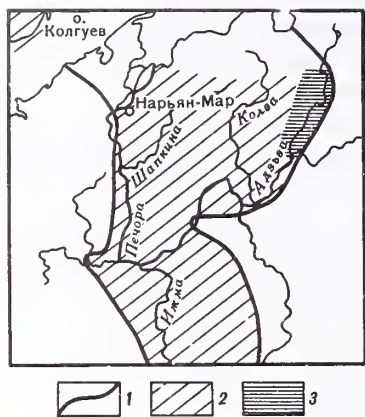 о.
Колгуев
Нарьян-Мар
Колва
Шапкина
Адзьва
Печора
Ижма
1 2 3